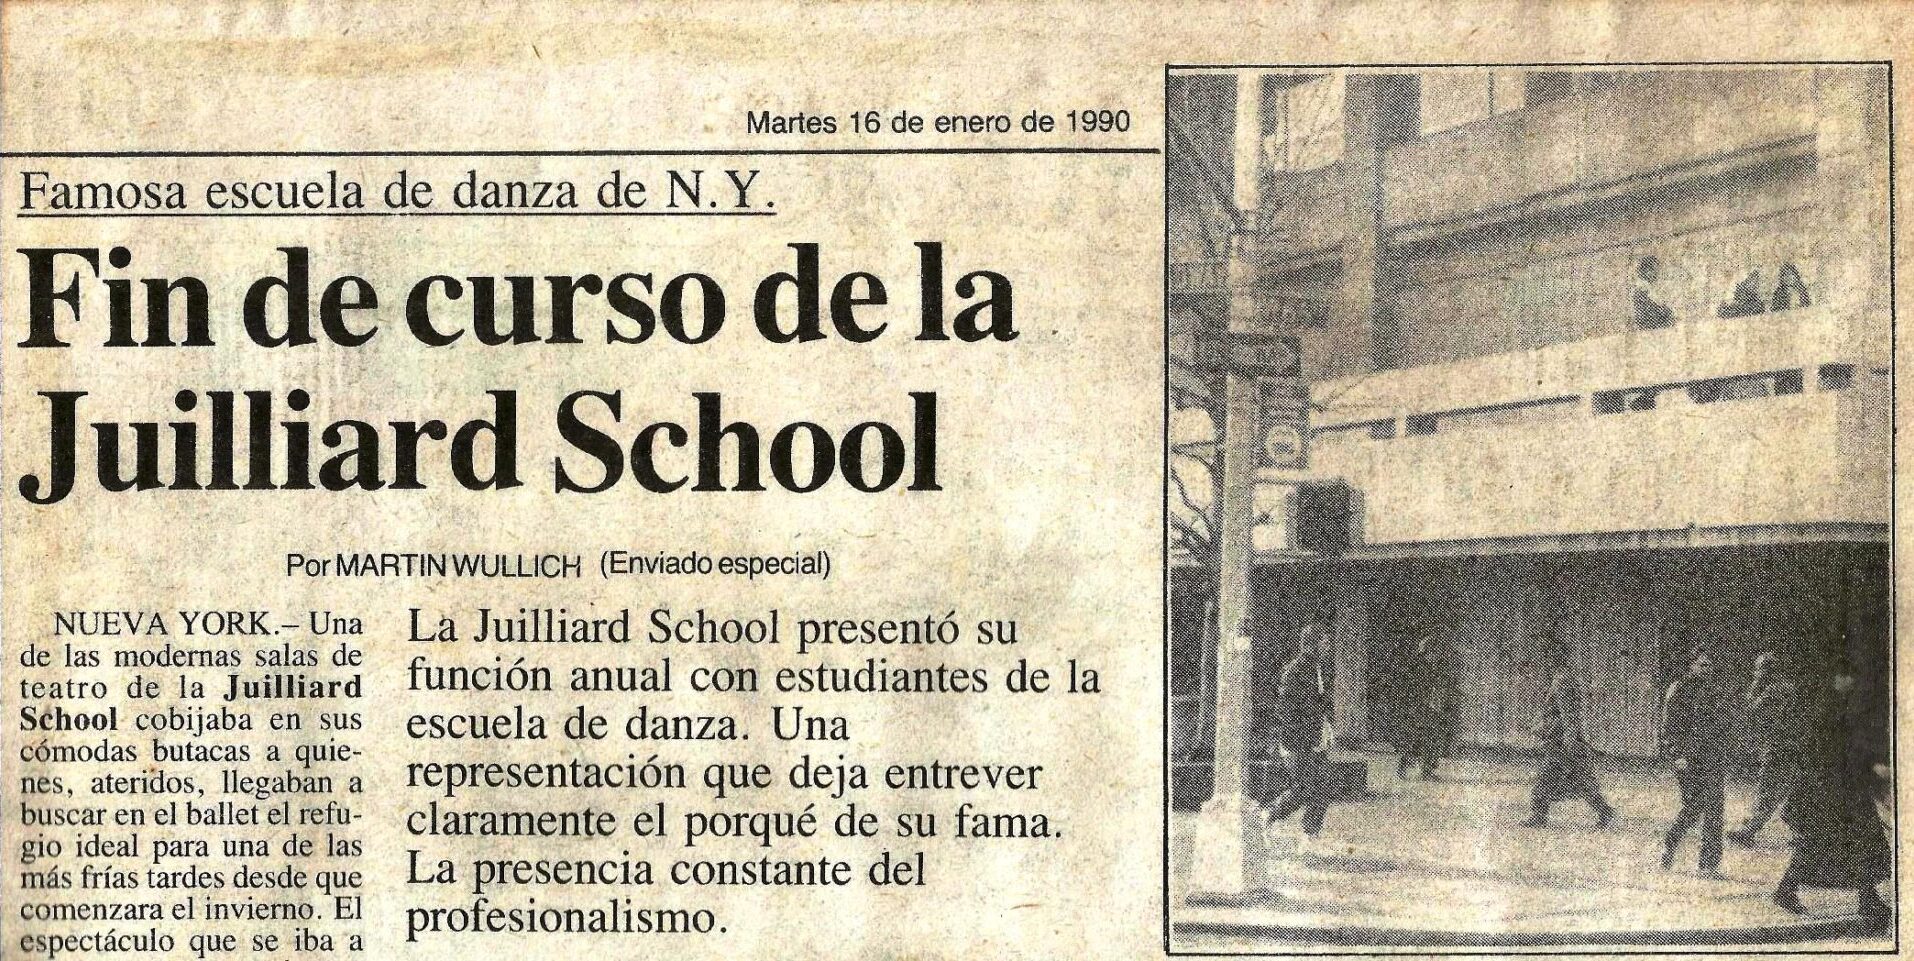 Martes 16 de enero de 1990
Famosa escuela de danza de N.Y.
Fin de curso de la
Juilliard School
Por MARTIN WULLICH (Enviado especial)
NUEVA YORK.– Una
de las modernas salas de
teatro de la Juilliard
School cobijaba en sus
cómodas butacas a quie-
nes, ateridos, llegaban a
buscar en el ballet el refu-
gio ideal para una de las
más frías tardes desde que
comenzara el invierno. El
espectáculo que se iba a
La Juilliard School presentó su
función anual con estudiantes de la
escuela de danza. Una
representación que deja entrever
claramente el porqué de su fama.
La presencia constante del
profesionalismo.